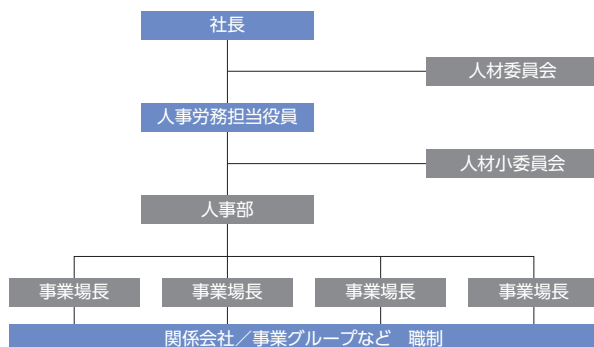 社長
人材委員会
人事労務担当役員
人材小委員会
人事部
事業場長
事業場長
事業場長
事業場長
関係会社／事業グループなど　職制